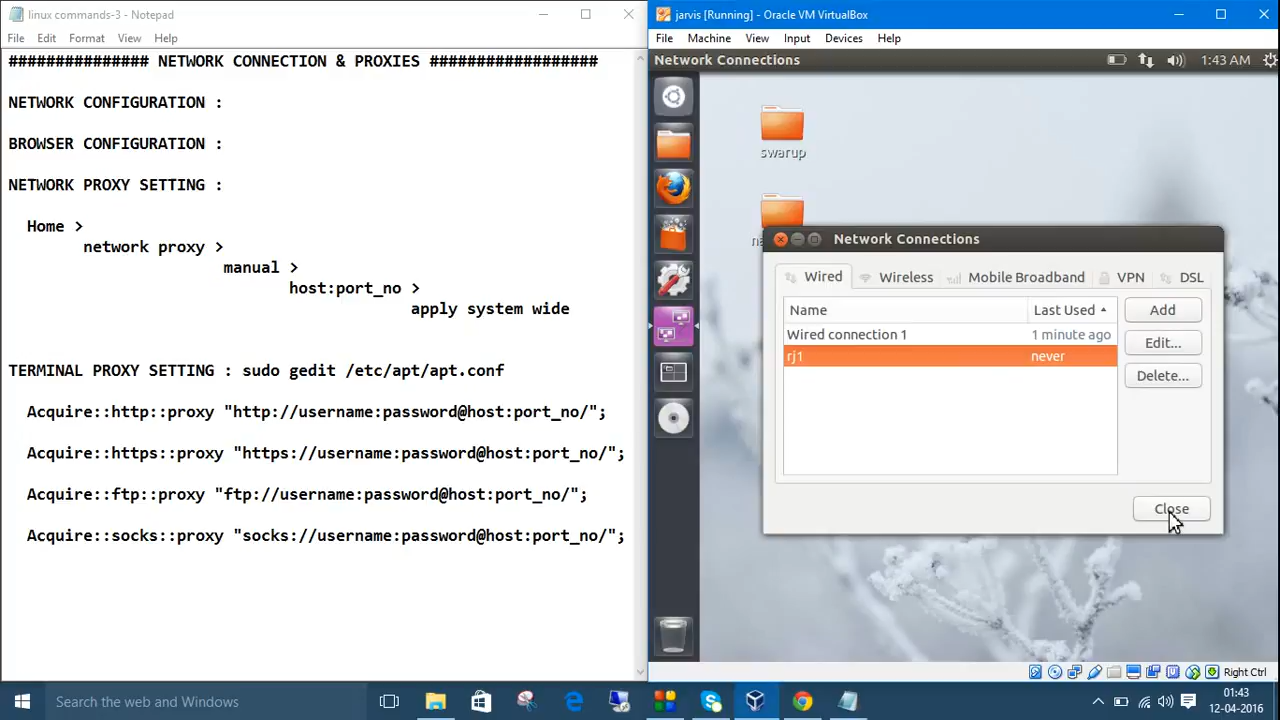 linux commands-3 - Notepad
File Edit Format View Help
############### NETWORK CONNECTION & PROXIES ##################
NETWORK CONFIGURATION :
BROWSER CONFIGURATION :
NETWORK PROXY SETTING :
Home >
network proxy >
manual >
host:port_no >
apply system wide
TERMINAL PROXY SETTING : sudo gedit /etc/apt/apt.conf
Acquire::http::proxy "http://username:password@host:port_no/";
Acquire::https::proxy "https://username:password@host:port_no/";
Acquire::ftp::proxy "ftp://username:password@host:port_no/";
Acquire::socks::proxy "socks://username:password@host:port_no/";
jarvis [Running] - Oracle VM VirtualBox
File Machine View Input Devices Help
Network Connections 1:43 AM
swarup
Network Connections
Wired Wireless Mobile Broadband VPN DSL
Name Last Used
Wired connection 1 1 minute ago
rj1 never
Add
Edit...
Delete...
Close
Right Ctrl
Search the web and Windows
01:43
12-04-2016